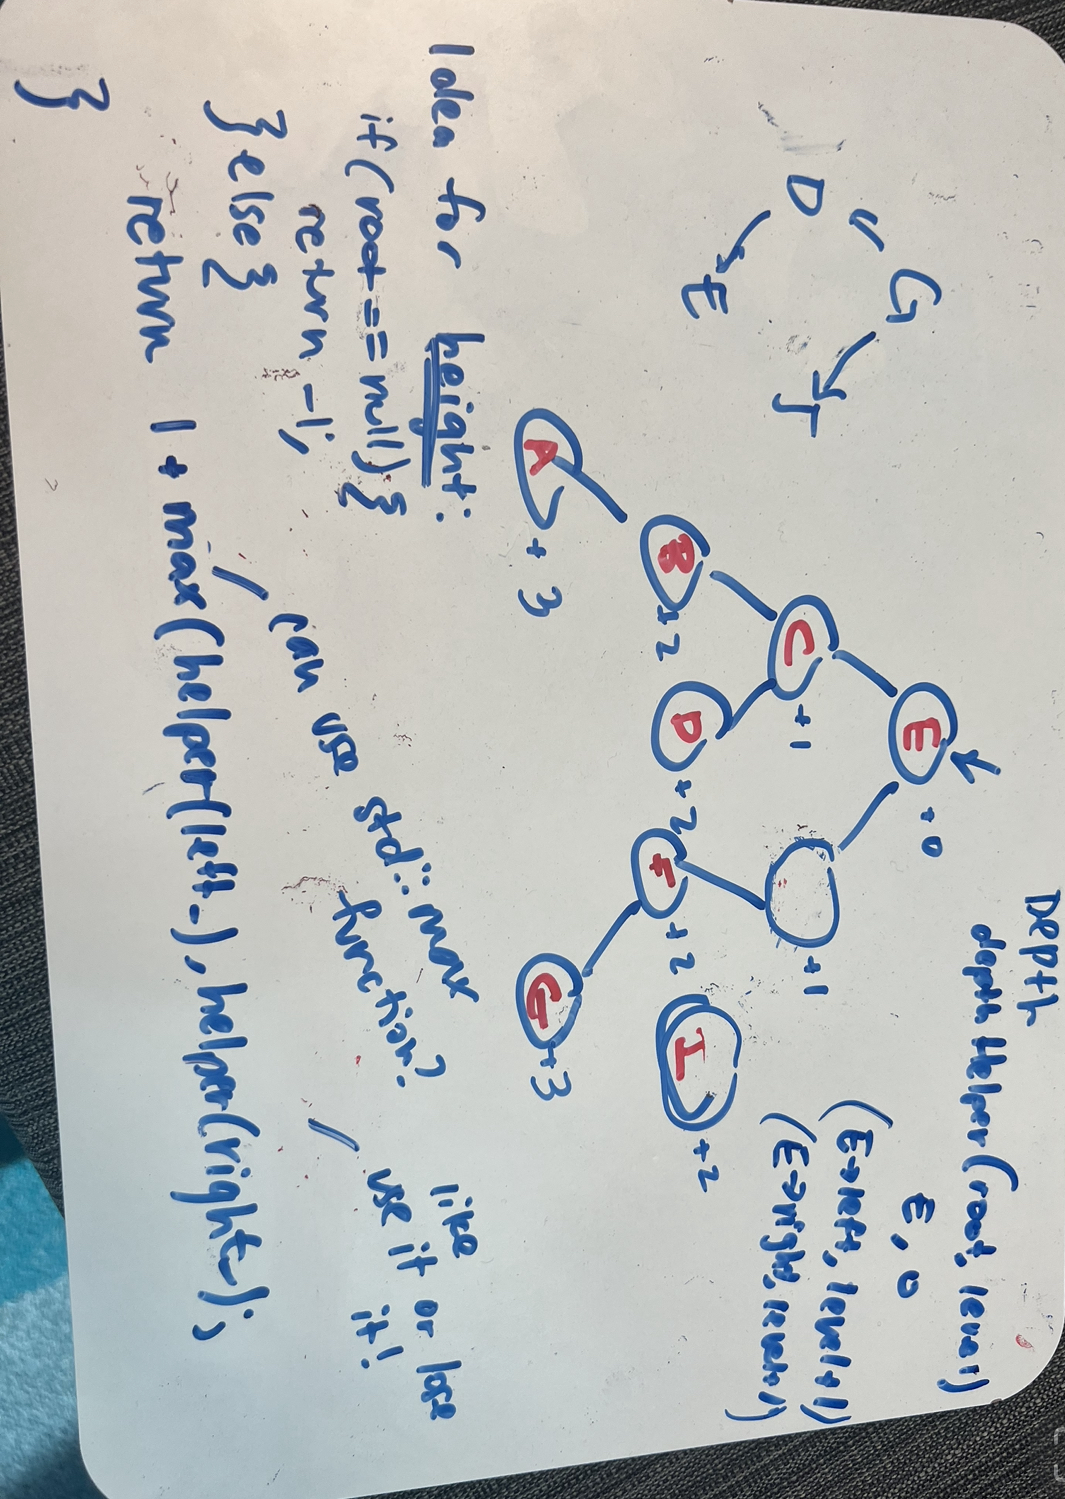 Depth
depthHelper(root, level)
E, 0
(E→left, level+1)
(E→right, level+1)
G
D J
E
E +0
C +1 +1
B +2 D +2 F +2 I +2
A +3 G +3
Idea for height:
if (root == null) {
return -1;
} else {
return 1 + max(helper(left_), helper(right_);
}
can use std::max
function?
like
use it or lose
it!